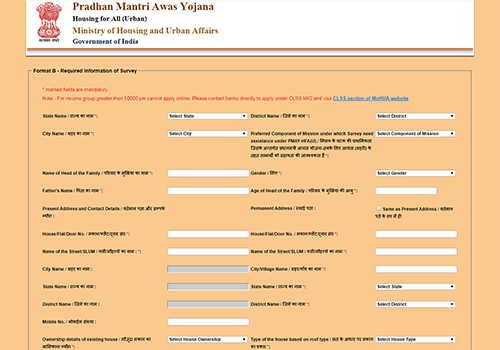 Pradhan Mantri Awas Yojana
Housing for All (Urban)
Ministry of Housing and Urban Affairs
Government of India
Format B - Required Information of Survey
* marked fields are mandatory.
Note - For income group greater than 50000 pm cannot apply online. Please contact banks directly to apply under CLSS MIG and visit CLSS section of MoHUA website
State Name / राज्य का नाम : * Select State District Name / जिले का नाम : * Select District
City Name / शहर का नाम : * Select City Preferred Component of Mission under which Survey need
assistance under PMAY-HFA(U) / मिशन के घटक की प्राथमिकता
जिसके अन्तर्गत प्रधानमंत्री आवास योजना-सबके लिए आवास (शहरी) के
तहत लाभार्थी को सहायता की आवश्यकता है * Select Component of Mission
Name of Head of the Family / परिवार के मुखिया का नाम : * Gender / लिंग : * Select Gender
Father's Name / पिता का नाम : * Age of Head of the Family / परिवार के मुखिया की आयु : *
Present Address and Contact Details / वर्तमान पता और सम्पर्क Permanent Address / स्थाई पता : Same as Present Address / वर्तमान
पते के रूप में ही
House/Flat/Door No. / मकान/फ्लैट/द्वार सं० : * House/Flat/Door No. / मकान/फ्लैट/द्वार सं० : *
Name of the Street/SLUM / गली/मोहल्ले का नाम : * Name of the Street/SLUM / गली/मोहल्ले का नाम : *
City Name / शहर का नाम : City/Village Name / शहर/गाँव का नाम : *
State Name / राज्य का नाम : State Name / राज्य का नाम : * Select State
District Name / जिले का नाम : District Name / जिले का नाम : * Select District
Mobile No. / मोबाईल संख्या :
Ownership details of existing house / मौजूदा मकान का Select House Ownership Type of the house based on roof type / छत के आधार पर मकान Select House Type